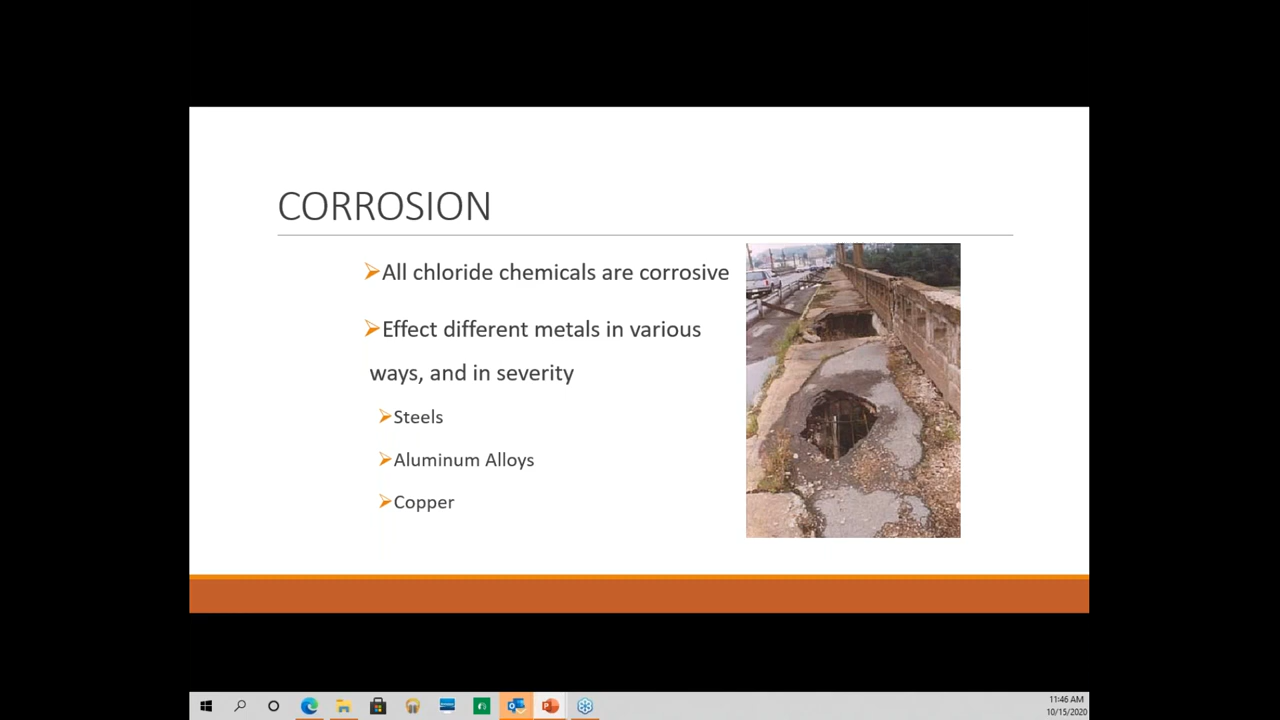 CORROSION
All chloride chemicals are corrosive
Effect different metals in various
ways, and in severity
Steels
Aluminum Alloys
Copper
11:46 AM
10/15/2020